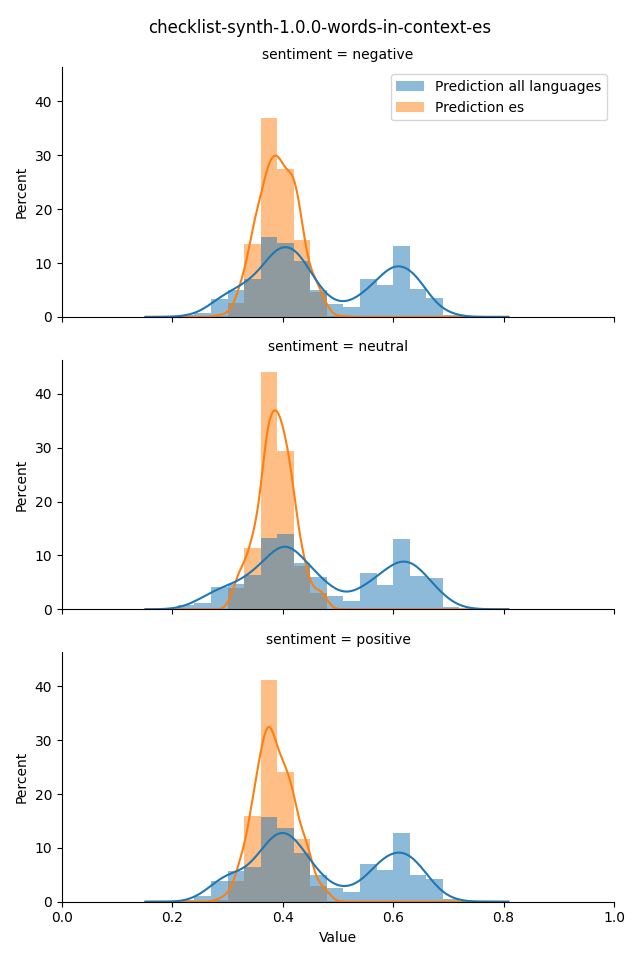 checklist-synth-1.0.0-words-in-context-es
sentiment = negative
Prediction all languages
Prediction es
40
30
20
10
0
Percent
sentiment = neutral
40
30
20
10
0
Percent
sentiment = positive
40
30
20
10
0
Percent
0.0 0.2 0.4 0.6 0.8 1.0
Value